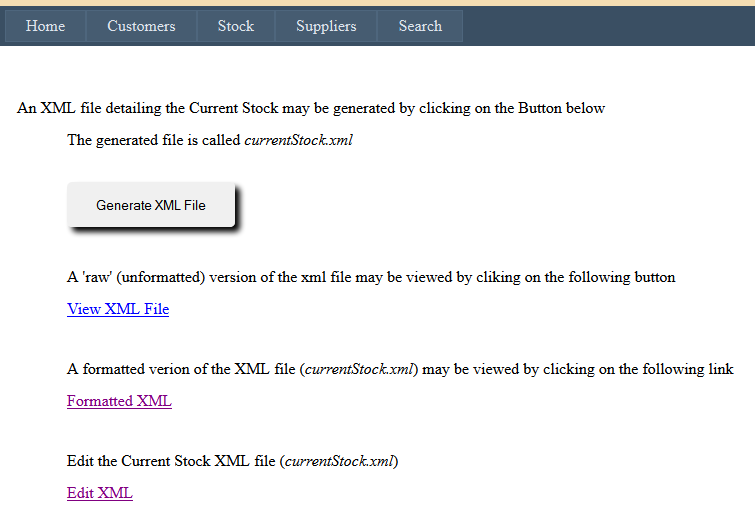 Home Customers Stock Suppliers Search
An XML file detailing the Current Stock may be generated by clicking on the Button below
The generated file is called currentStock.xml
Generate XML File
A 'raw' (unformatted) version of the xml file may be viewed by cliking on the following button
View XML File
A formatted verion of the XML file (currentStock.xml) may be viewed by clicking on the following link
Formatted XML
Edit the Current Stock XML file (currentStock.xml)
Edit XML